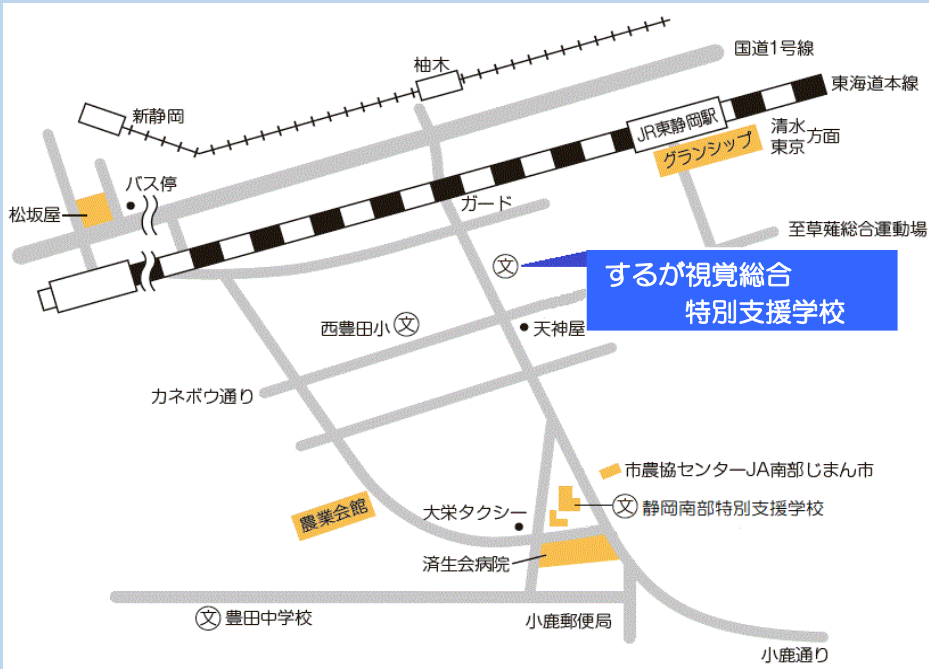 国道1号線
柚木
東海道本線
新静岡
JR東静岡駅
清水
東京
方面
グランシップ
バス停
松坂屋
ガード
至草薙総合運動場
文
するが視覚総合
特別支援学校
西豊田小 文
天神屋
カネボウ通り
市農協センターJA南部じまん市
文 静岡南部特別支援学校
農業会館
大栄タクシー
済生会病院
文 豊田中学校
小鹿郵便局
小鹿通り